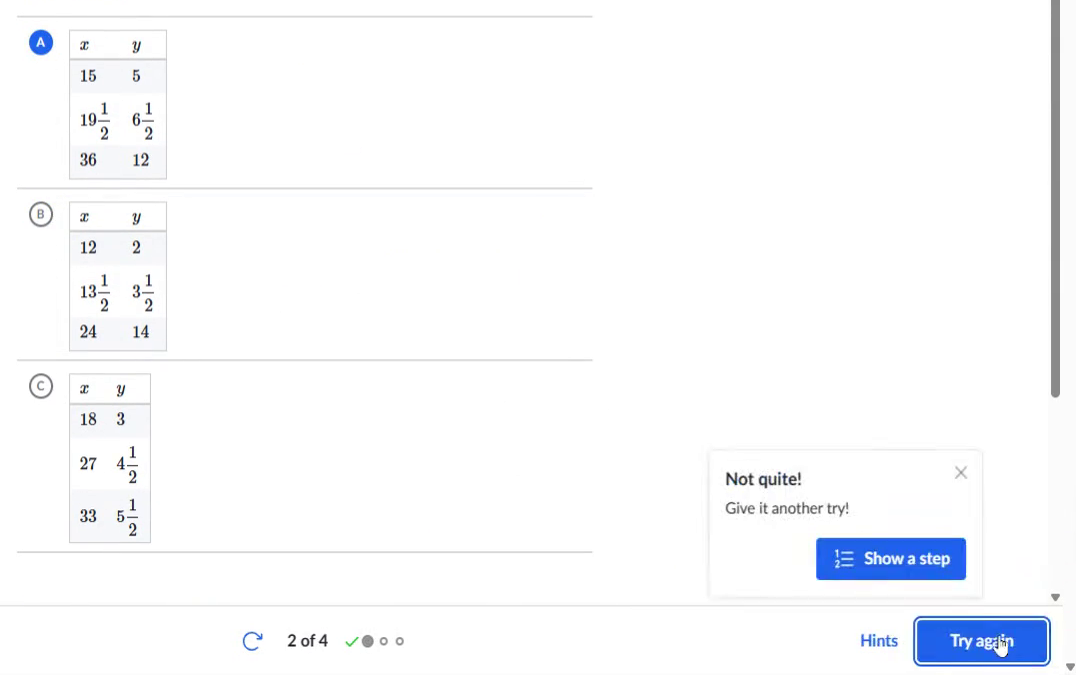 A
x y
15 5
19 1/2 6 1/2
36 12
B
x y
12 2
13 1/2 3 1/2
24 14
C
x y
18 3
27 4 1/2
33 5 1/2
Not quite!
Give it another try!
Show a step
2 of 4
Hints
Try again